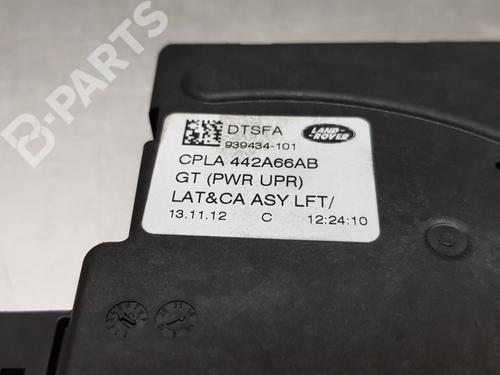 B-PARTS
DTSFA
LAND-
ROVER
939434-101
CPLA 442A66AB
GT (PWR UPR)
LAT&CA ASY LFT/
13.11.12 C 12:24:10